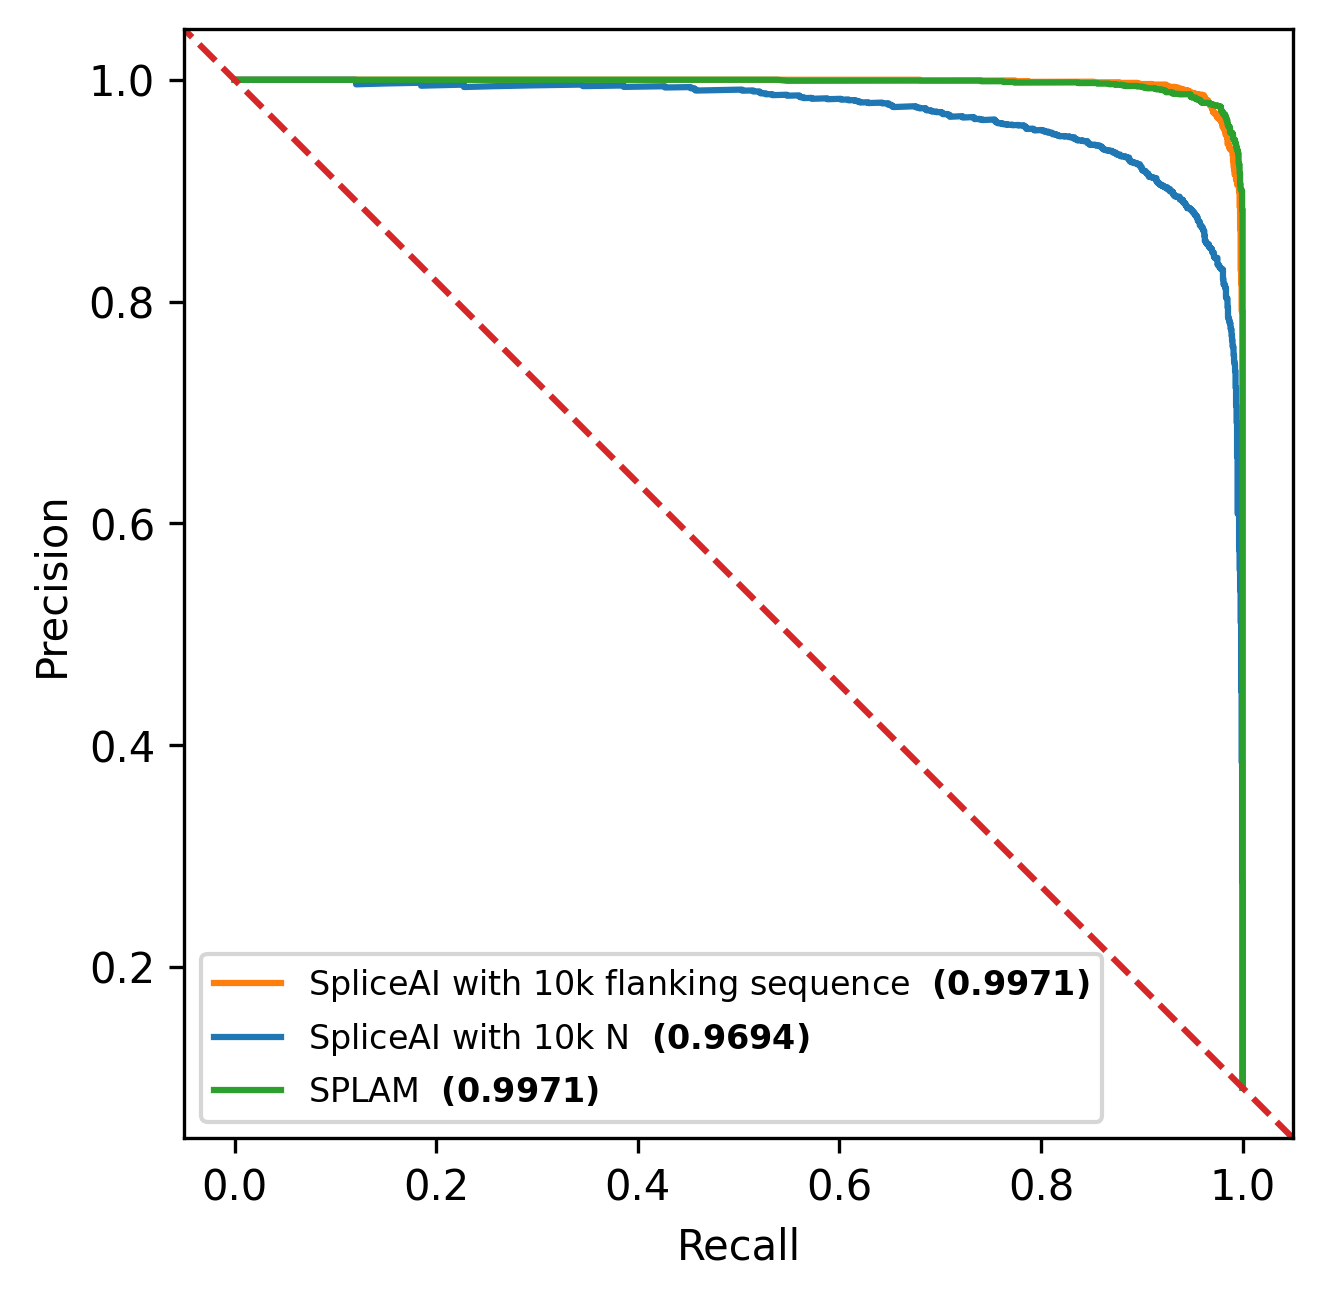 1.0
0.8
0.6
0.4
0.2
Precision
SpliceAI with 10k flanking sequence (0.9971)
SpliceAI with 10k N (0.9694)
SPLAM (0.9971)
0.0 0.2 0.4 0.6 0.8 1.0
Recall